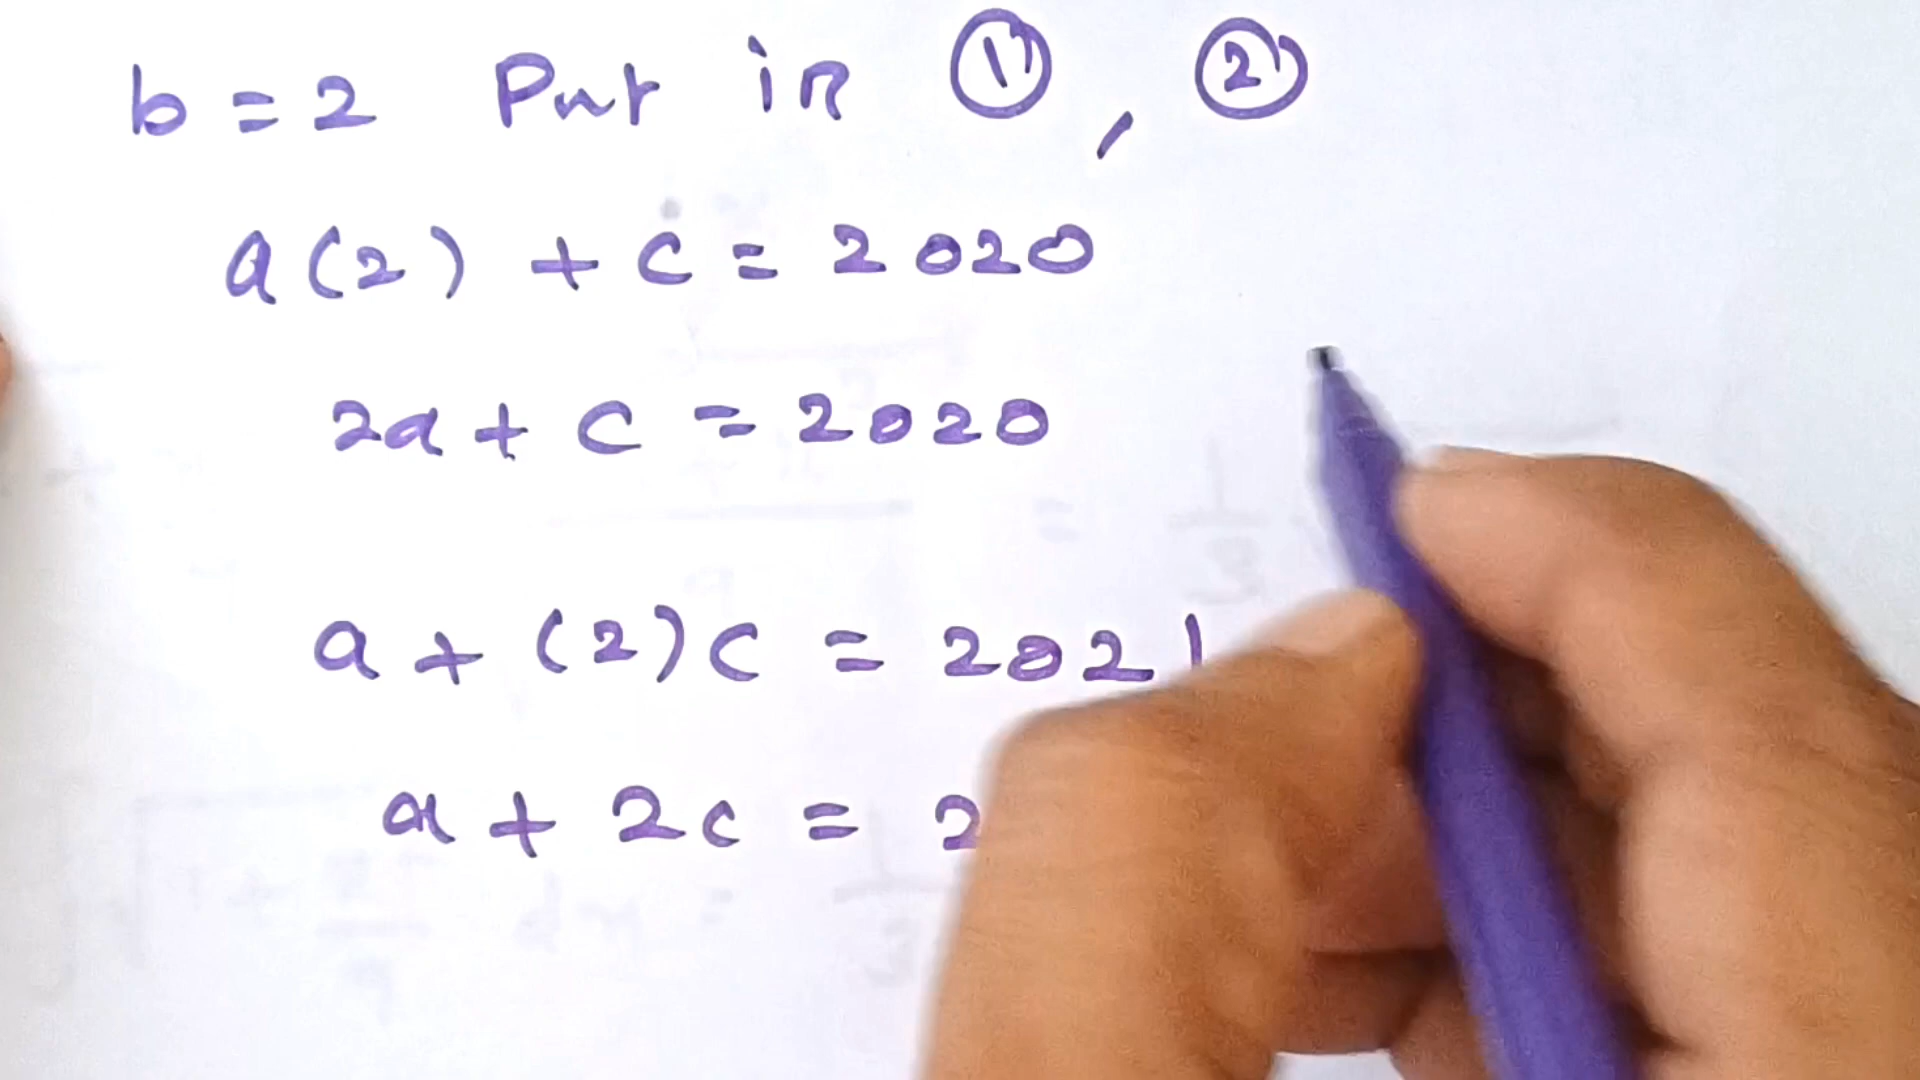 b = 2 Put in ①, ②
a(2) + c = 2020
2a + c = 2020
a + (2)c = 2021
a + 2c = 2